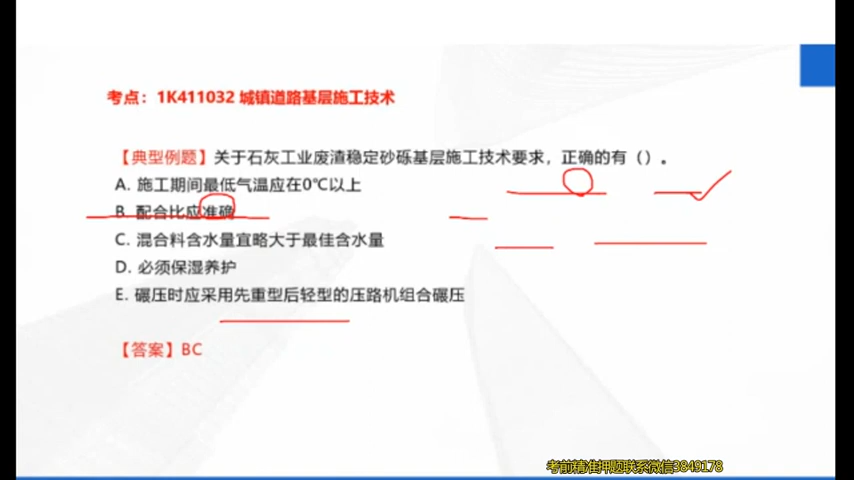 考点：1K411032 城镇道路基层施工技术
【典型例题】关于石灰工业废渣稳定砂砾基层施工技术要求，正确的有（）。
A. 施工期间最低气温应在0℃以上
B. 配合比应准确
C. 混合料含水量宜略大于最佳含水量
D. 必须保湿养护
E. 碾压时应采用先重型后轻型的压路机组合碾压
【答案】BC
考前精准押题联系微信3849178